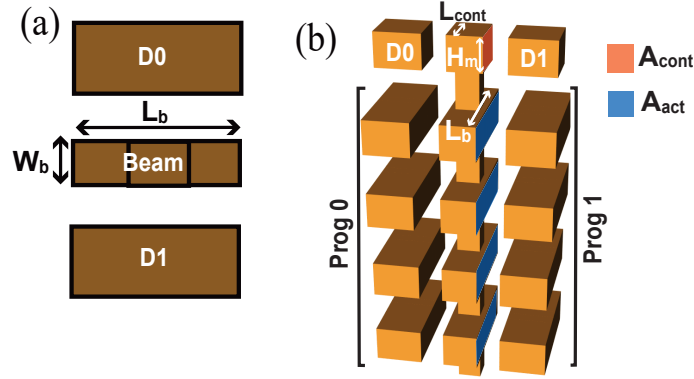 (a)
D0
L_b
W_b
Beam
D1
(b)
L_cont
D0
H_m
D1
A_cont
A_act
L_b
Prog 0
Prog 1